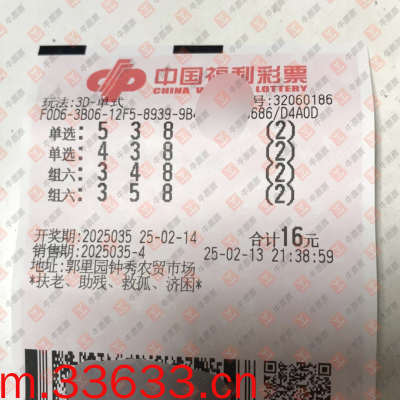 中国福利彩票
CHINA W LOTTERY
玩法:3D-单式 号:32060186
F0D6-3B06-12F5-8939-9B 686/D4A0D
单选: 5 3 8 (2)
单选: 4 3 8 (2)
组六: 3 4 8 (2)
组六: 3 5 8 (2)
开奖期:2025035 25-02-14 合计16元
销售期:2025035-4 25-02-13 21:38:59
地址:郭里园钟秀农贸市场
*扶老、助残、救孤、济困*
m.33633.cn